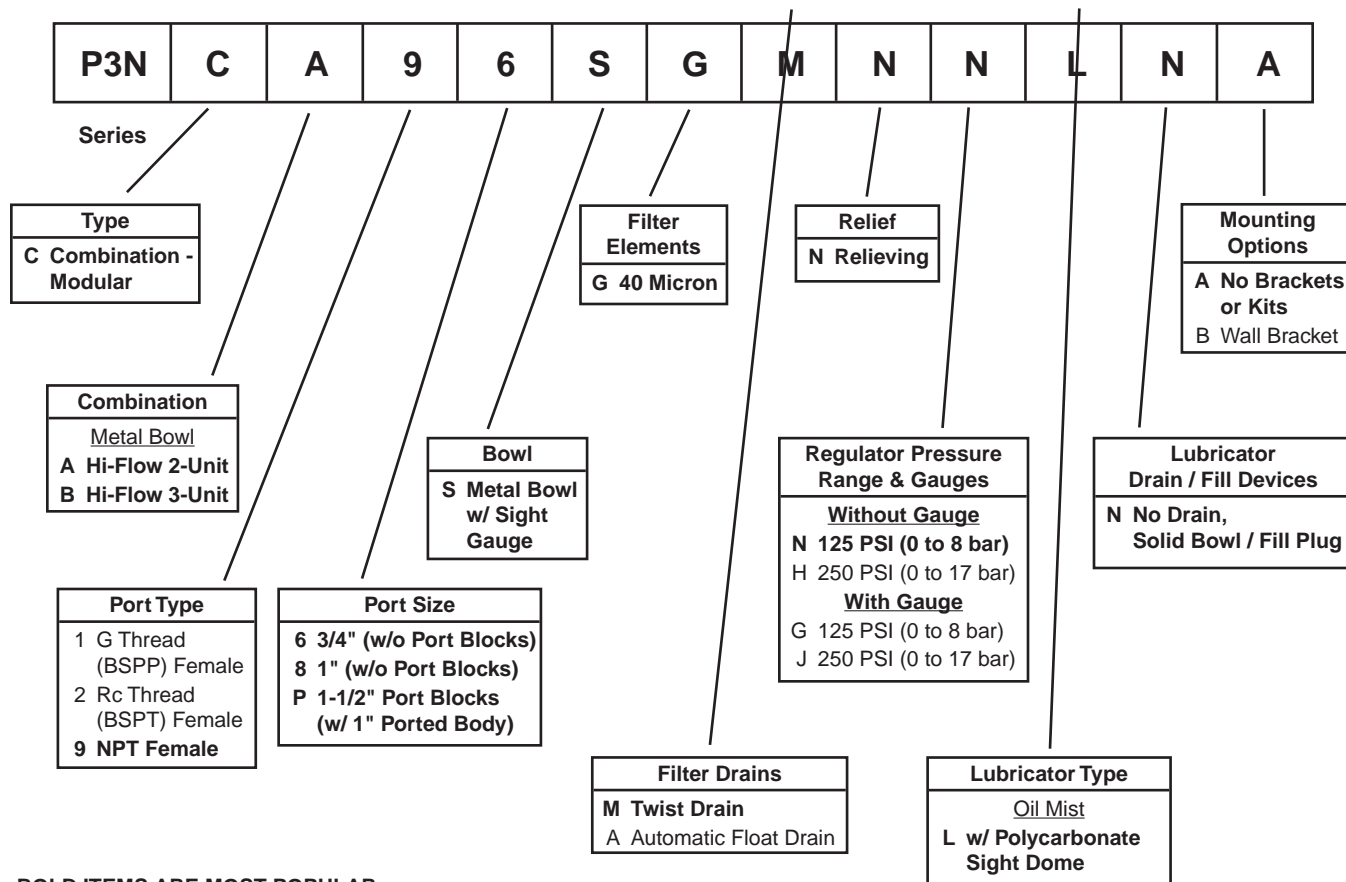 P3N C A 9 6 S G M N N L N A
Series
Type
C Combination -
Modular
Filter
Elements
G 40 Micron
Relief
N Relieving
Mounting
Options
A No Brackets
or Kits
B Wall Bracket
Combination
Metal Bowl
A Hi-Flow 2-Unit
B Hi-Flow 3-Unit
Bowl
S Metal Bowl
w/ Sight
Gauge
Regulator Pressure
Range & Gauges
Without Gauge
N 125 PSI (0 to 8 bar)
H 250 PSI (0 to 17 bar)
With Gauge
G 125 PSI (0 to 8 bar)
J 250 PSI (0 to 17 bar)
Lubricator
Drain / Fill Devices
N No Drain,
Solid Bowl / Fill Plug
Port Type
1 G Thread
(BSPP) Female
2 Rc Thread
(BSPT) Female
9 NPT Female
Port Size
6 3/4" (w/o Port Blocks)
8 1" (w/o Port Blocks)
P 1-1/2" Port Blocks
(w/ 1" Ported Body)
Filter Drains
M Twist Drain
A Automatic Float Drain
Lubricator Type
Oil Mist
L w/ Polycarbonate
Sight Dome
BOLD ITEMS ARE MOST POPULAR